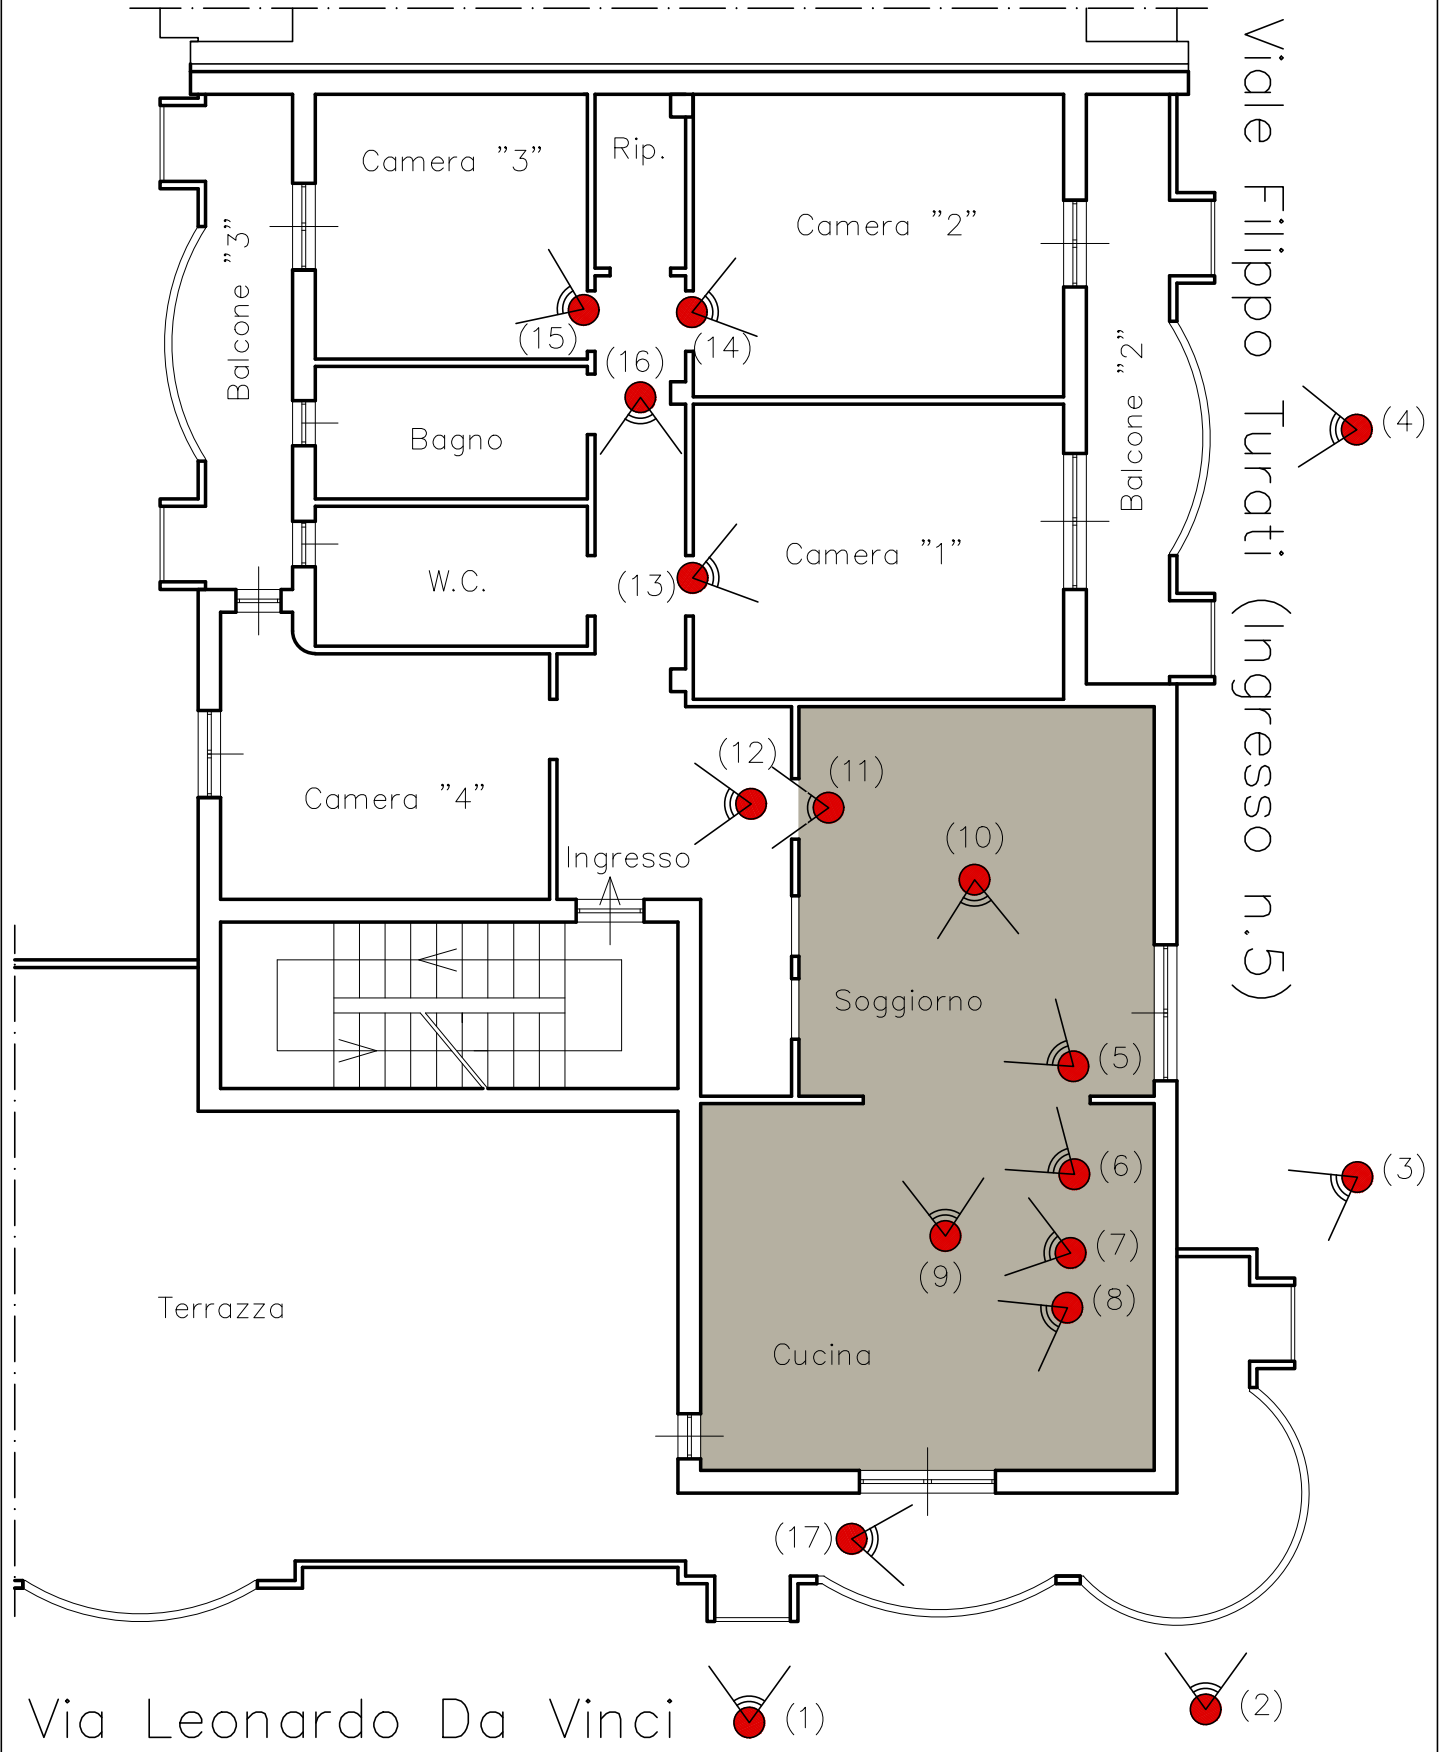 Viale Filippo Turati (Ingresso n.5)
Camera "3"
Rip.
Camera "2"
Balcone "3"
Balcone "2"
(15)
(14)
(16)
(4)
Bagno
Camera "1"
W.C.
(13)
(12)
(11)
Camera "4"
(10)
Ingresso
Soggiorno
(5)
(6)
(3)
(7)
(9)
(8)
Terrazza
Cucina
(17)
Via Leonardo Da Vinci
(1)
(2)